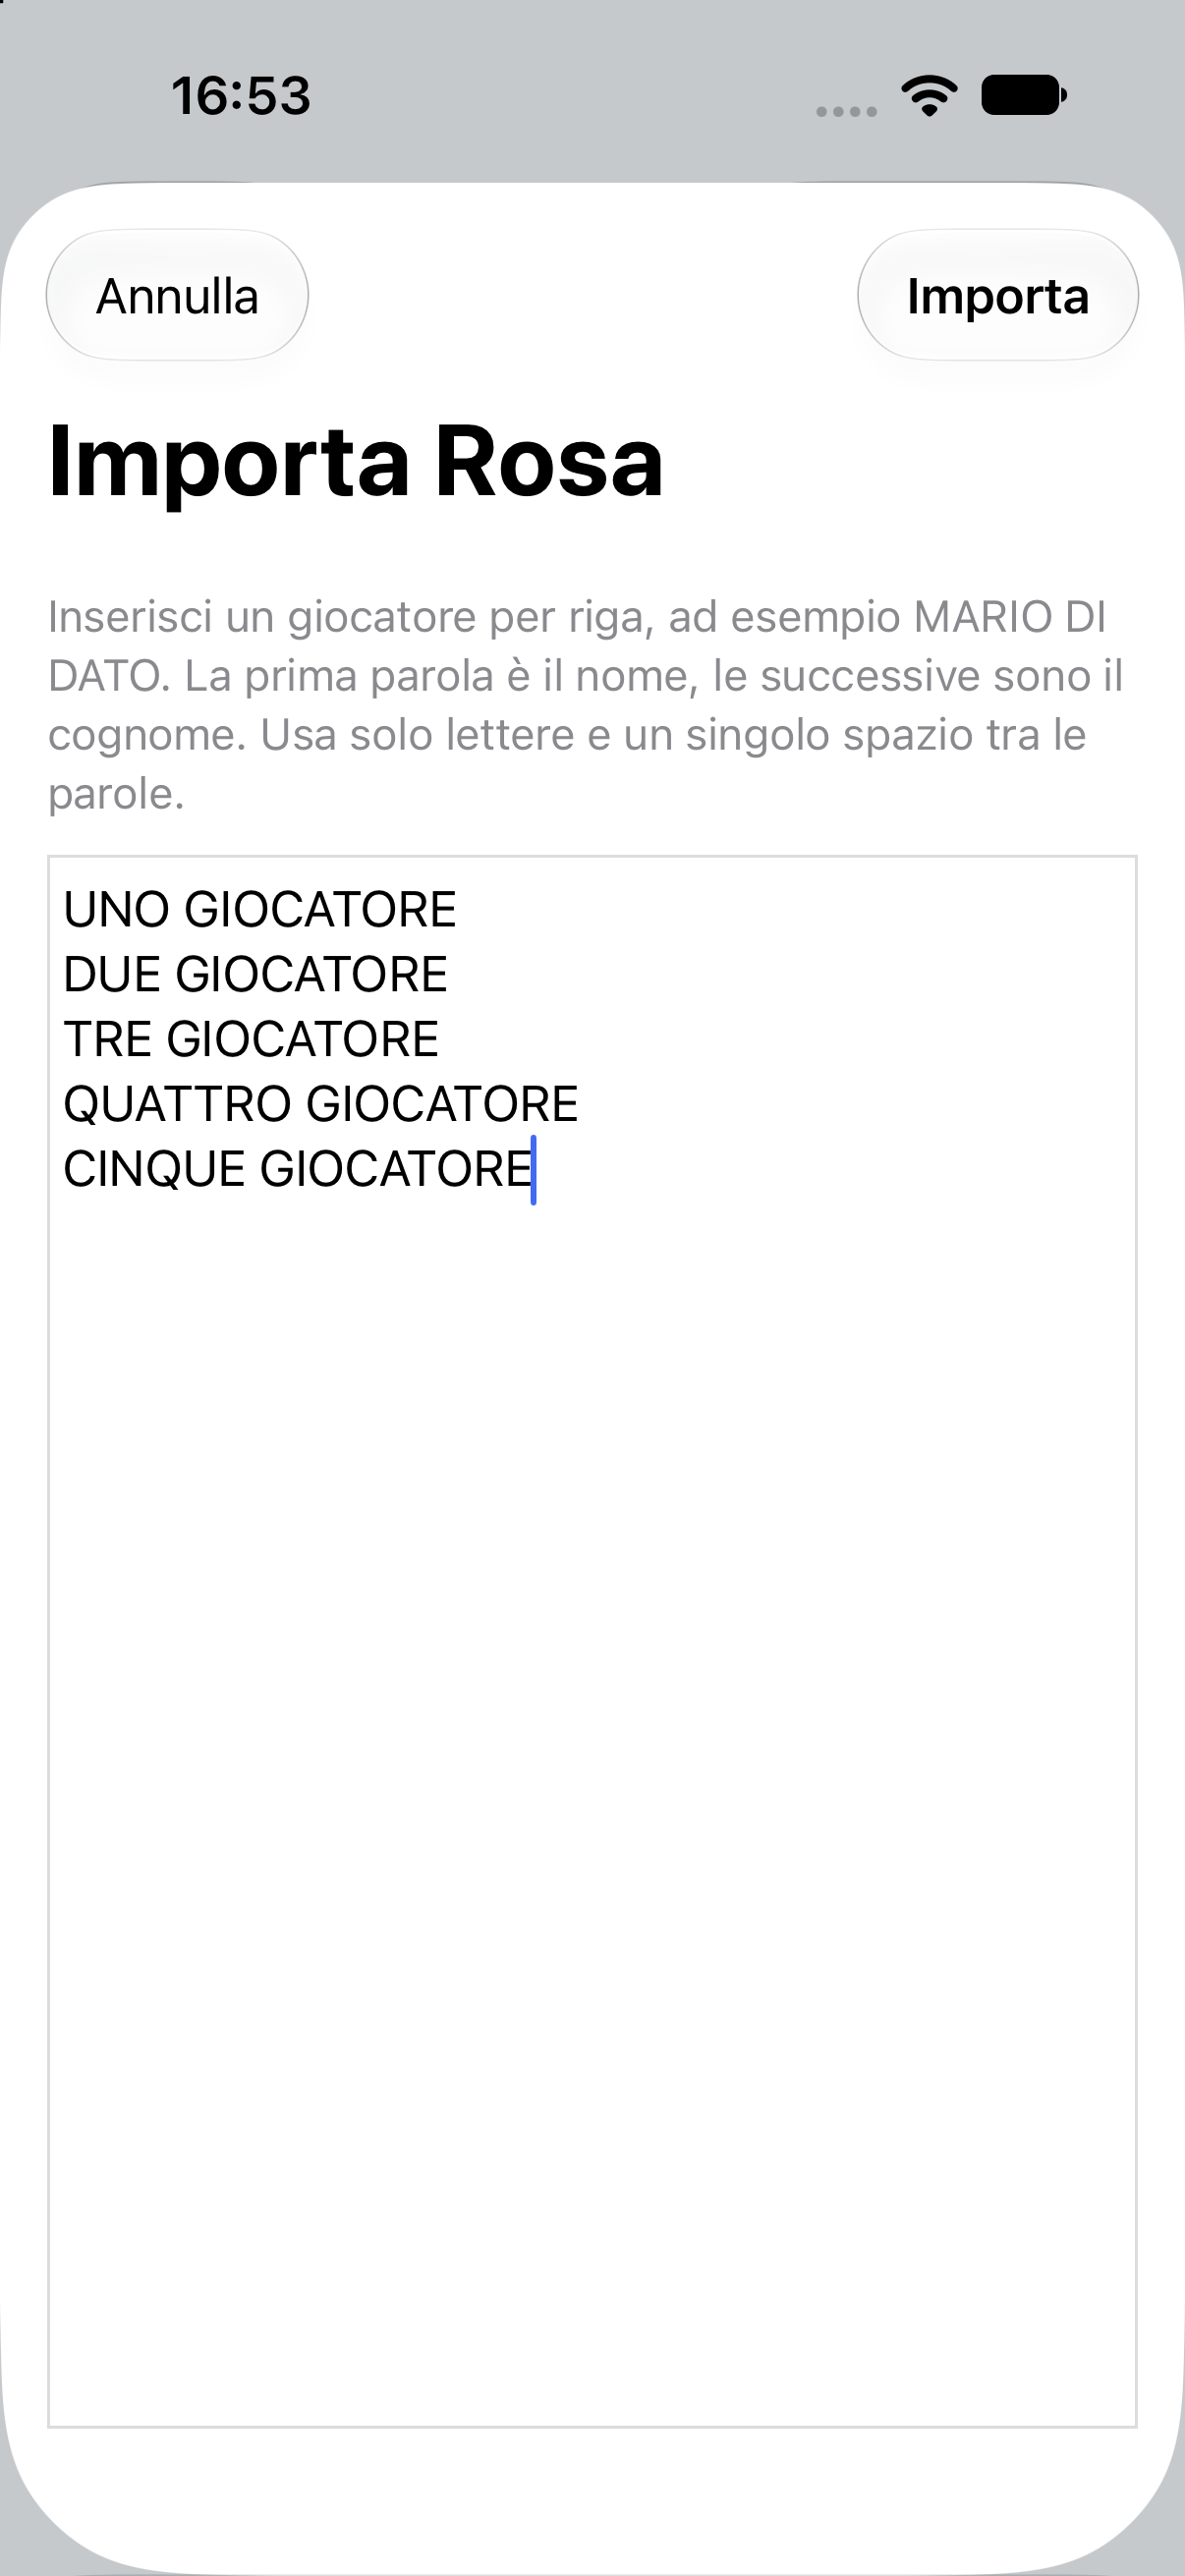 16:53
Annulla
Importa
Importa Rosa
Inserisci un giocatore per riga, ad esempio MARIO DI
DATO. La prima parola è il nome, le successive sono il
cognome. Usa solo lettere e un singolo spazio tra le
parole.
UNO GIOCATORE
DUE GIOCATORE
TRE GIOCATORE
QUATTRO GIOCATORE
CINQUE GIOCATORE